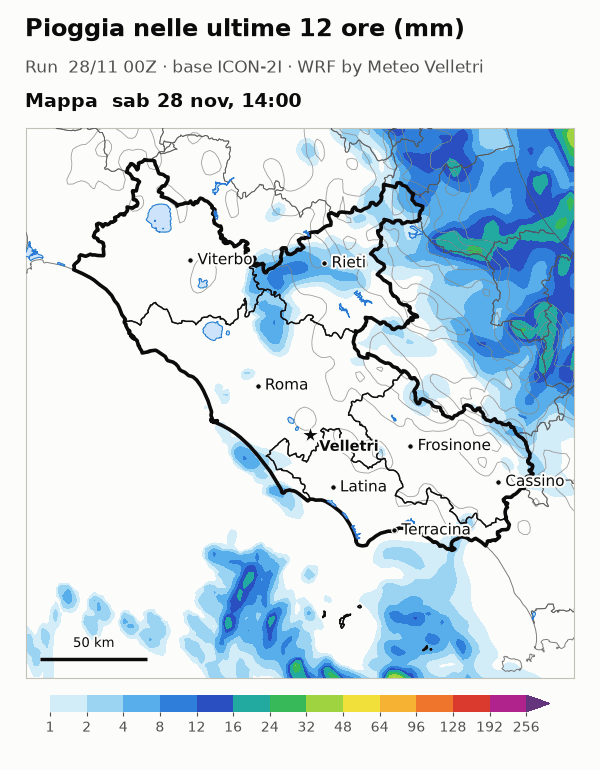 Pioggia nelle ultime 12 ore (mm)
Run  28/11 00Z · base ICON-2I · WRF by Meteo Velletri
Mappa  sab 28 nov, 14:00
Viterbo
Rieti
Roma
Velletri
Frosinone
Cassino
Latina
Terracina
50 km
1 2 4 8 12 16 24 32 48 64 96 128 192 256